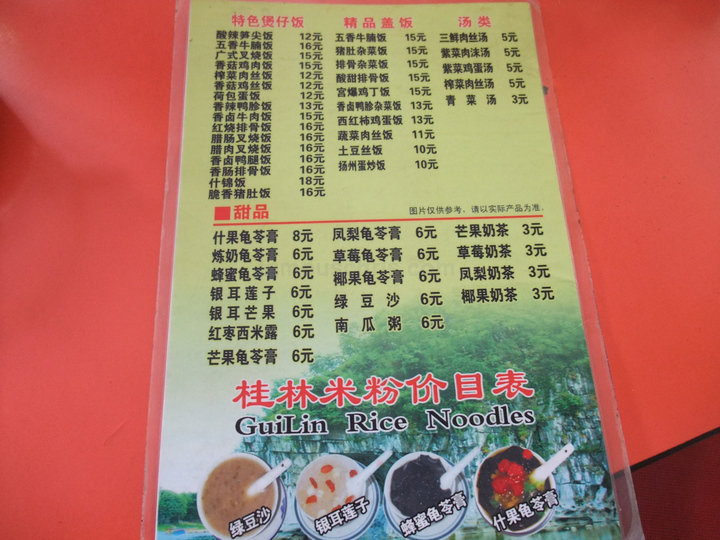 特色煲仔饭
酸辣笋尖饭 12元
五香牛腩饭 16元
广式叉烧饭 15元
香菇鸡肉饭 15元
榨菜肉丝饭 12元
香菇鸡丝饭 12元
荷包蛋饭 12元
香辣鸭胗饭 13元
香卤牛肉饭 15元
红烧排骨饭 16元
腊肠叉烧饭 16元
腊肉叉烧饭 16元
香卤鸭腿饭 16元
香肠排骨饭 16元
什锦饭 18元
脆香猪肚饭 16元
精品盖饭
五香牛腩饭 15元
猪肚杂菜饭 15元
排骨杂菜饭 15元
酸甜排骨饭 15元
宫爆鸡丁饭 15元
香卤鸭胗杂菜饭 13元
西红柿鸡蛋饭 13元
蔬菜肉丝饭 11元
土豆丝饭 10元
扬州蛋炒饭 10元
汤类
三鲜肉丝汤 5元
紫菜肉沫汤 5元
紫菜鸡蛋汤 5元
榨菜肉丝汤 5元
青菜汤 3元
图片仅供参考，请以实际产品为准。
甜品
什果龟苓膏 8元
炼奶龟苓膏 6元
蜂蜜龟苓膏 6元
银耳莲子 6元
银耳芒果 6元
红枣西米露 6元
芒果龟苓膏 6元
凤梨龟苓膏 6元
草莓龟苓膏 6元
椰果龟苓膏 6元
绿豆沙 6元
南瓜粥 6元
芒果奶茶 3元
草莓奶茶 3元
凤梨奶茶 3元
椰果奶茶 3元
桂林米粉价目表
GuiLin Rice Noodles
绿豆沙
银耳莲子
蜂蜜龟苓膏
什果龟苓膏